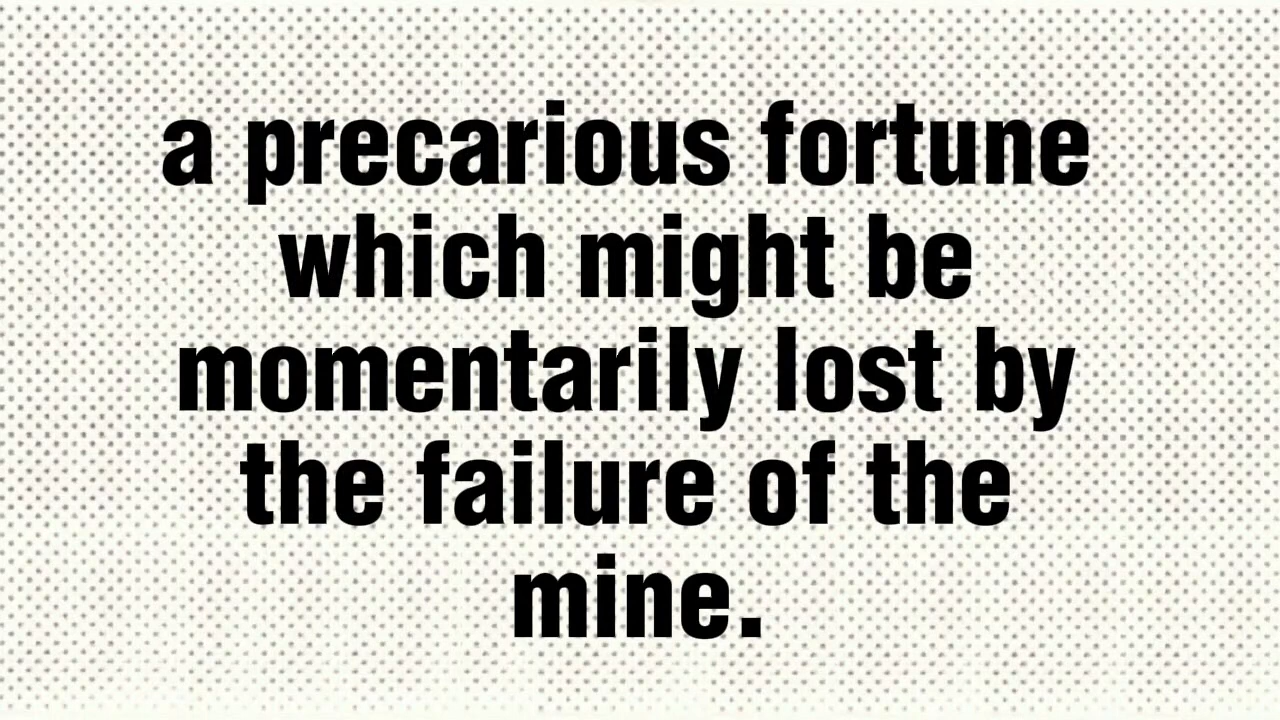 a precarious fortune
which might be
momentarily lost by
the failure of the
mine.